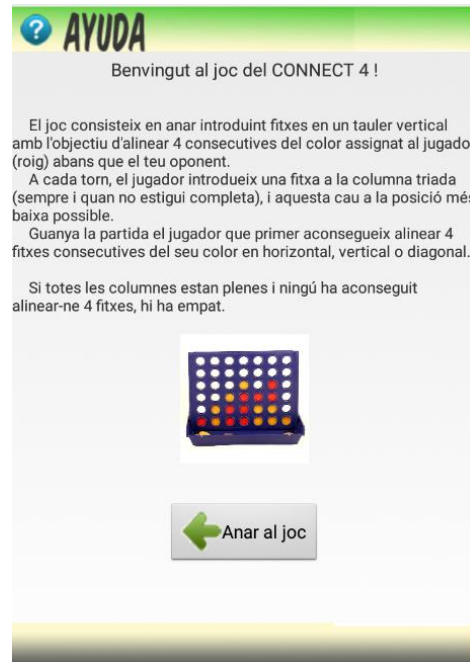 ? AYUDA
Benvingut al joc del CONNECT 4 !
El joc consisteix en anar introduint fitxes en un tauler vertical
amb l'objectiu d'alinear 4 consecutives del color assignat al jugado
(roig) abans que el teu oponent.
A cada torn, el jugador introdueix una fitxa a la columna triada
(sempre i quan no estigui completa), i aquesta cau a la posició més
baixa possible.
Guanya la partida el jugador que primer aconsegueix alinear 4
fitxes consecutives del seu color en horizontal, vertical o diagonal.
Si totes les columnes estan plenes i ningú ha aconseguit
alinear-ne 4 fitxes, hi ha empat.
Anar al joc